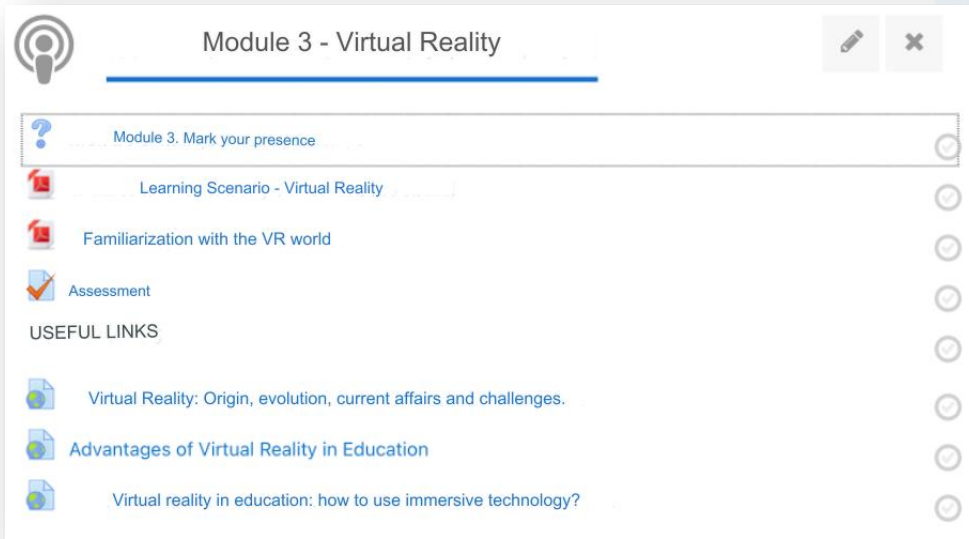 Module 3 - Virtual Reality
Module 3. Mark your presence
Learning Scenario - Virtual Reality
Familiarization with the VR world
Assessment
USEFUL LINKS
Virtual Reality: Origin, evolution, current affairs and challenges.
Advantages of Virtual Reality in Education
Virtual reality in education: how to use immersive technology?